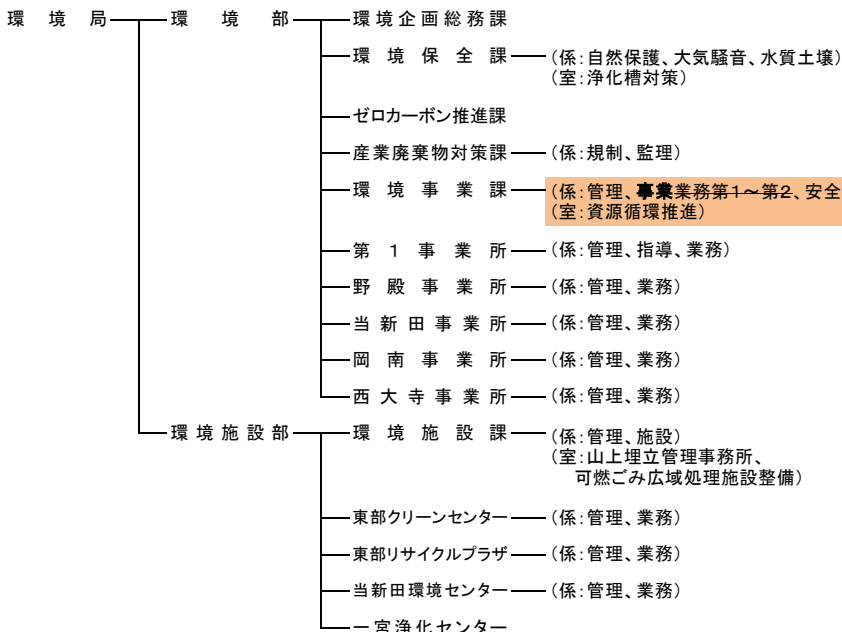 環境局 環境部 環境企画総務課
環境保全課 (係:自然保護、大気騒音、水質土壌)
(室:浄化槽対策)
ゼロカーボン推進課
産業廃棄物対策課 (係:規制、監理)
環境事業課 (係:管理、事業業務第1~第2、安全
(室:資源循環推進)
第1事業所 (係:管理、指導、業務)
野殿事業所 (係:管理、業務)
当新田事業所 (係:管理、業務)
岡南事業所 (係:管理、業務)
西大寺事業所 (係:管理、業務)
環境施設部 環境施設課 (係:管理、施設)
(室:山上埋立管理事務所、
可燃ごみ広域処理施設整備)
東部クリーンセンター (係:管理、業務)
東部リサイクルプラザ (係:管理、業務)
当新田環境センター (係:管理、業務)
一宮浄化センター